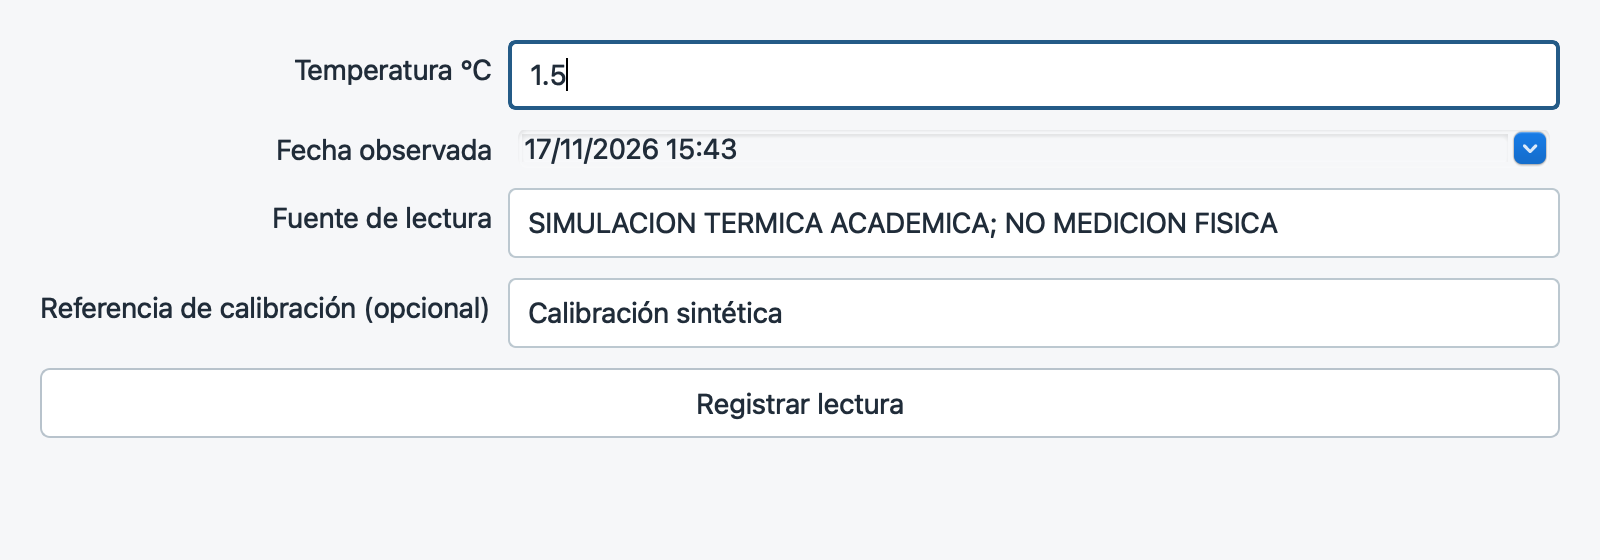 Temperatura °C
1.5
Fecha observada
17/11/2026 15:43
Fuente de lectura
SIMULACION TERMICA ACADEMICA; NO MEDICION FISICA
Referencia de calibración (opcional)
Calibración sintética
Registrar lectura